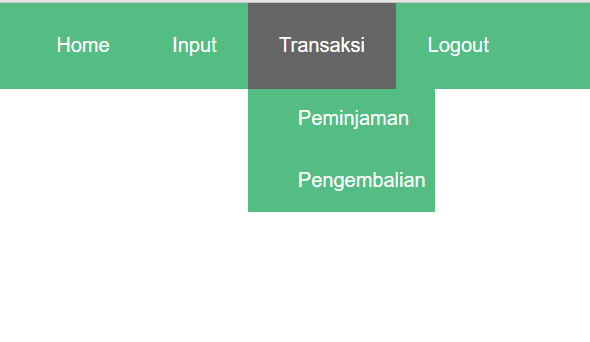 Home Input Transaksi Logout
Peminjaman
Pengembalian